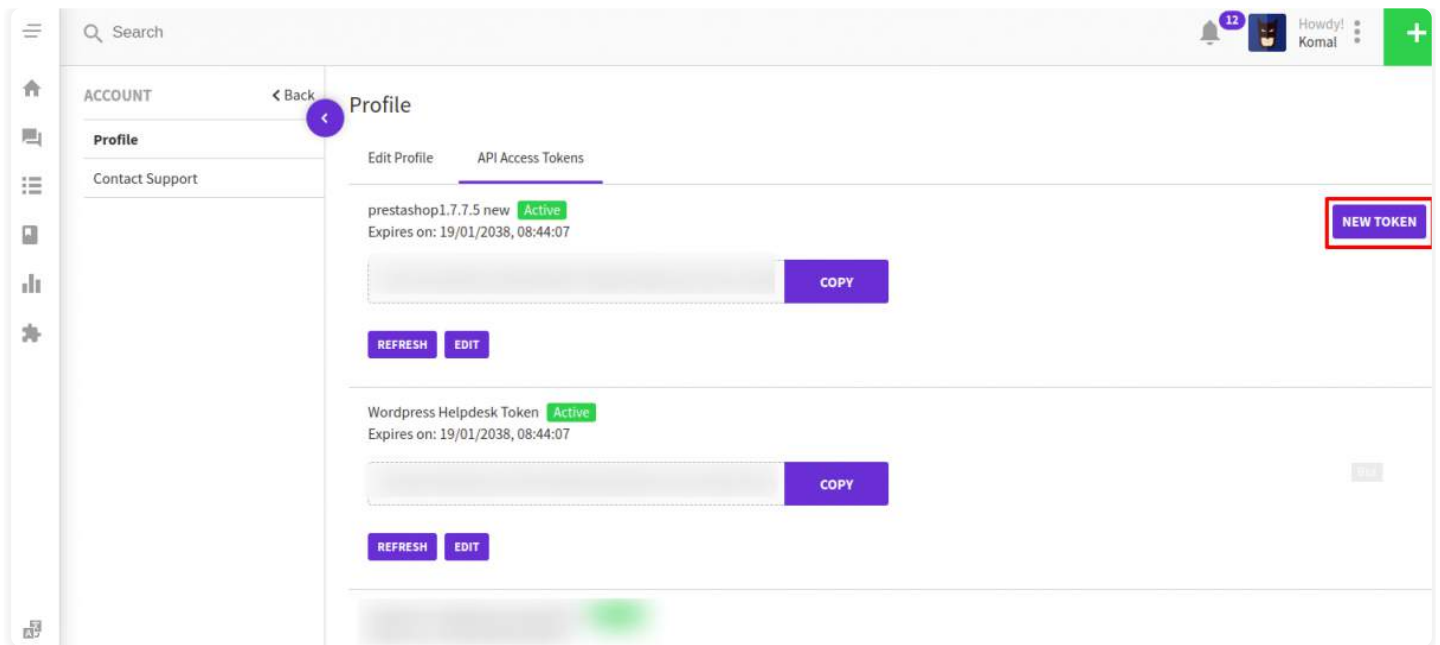 Search
12
Howdy!
Komal
+
ACCOUNT
Back
Profile
Contact Support
Profile
Edit Profile
API Access Tokens
prestashop1.7.7.5 new Active
Expires on: 19/01/2038, 08:44:07
NEW TOKEN
COPY
REFRESH
EDIT
Wordpress Helpdesk Token Active
Expires on: 19/01/2038, 08:44:07
COPY
REFRESH
EDIT